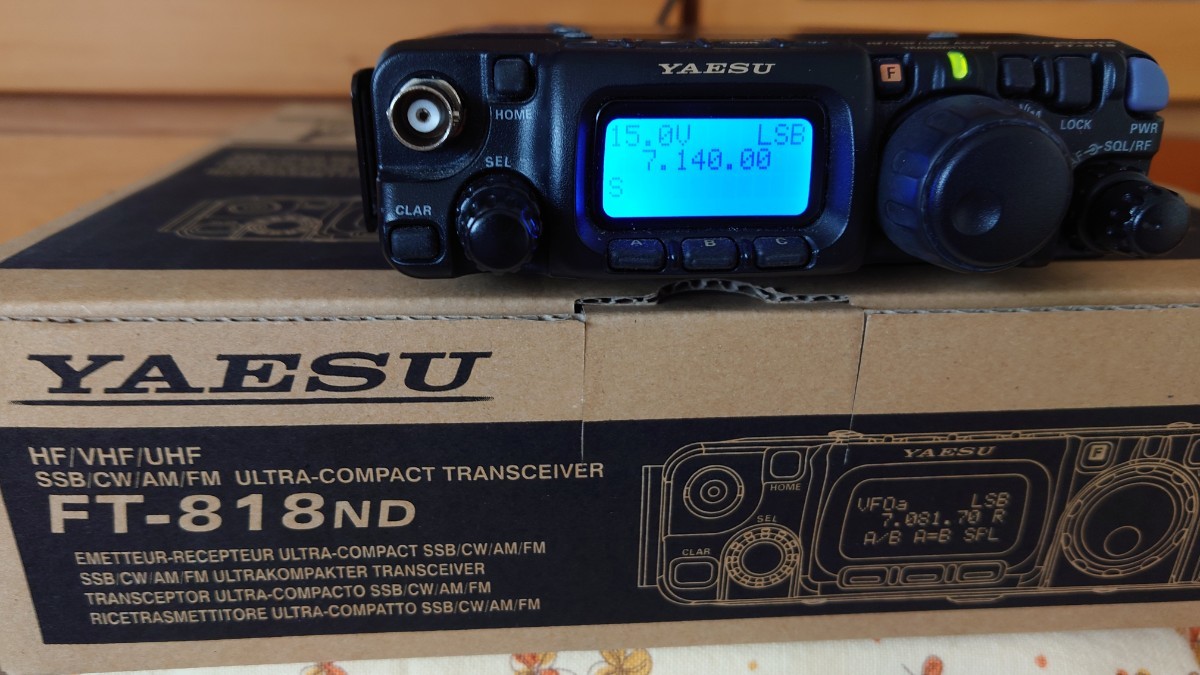 YAESU
F
HOME
SEL
CLAR
15.0V LSB
7.140.00
S
A B C
LOCK
PWR
SQL/RF
YAESU
HF/VHF/UHF
SSB/CW/AM/FM ULTRA-COMPACT TRANSCEIVER
FT-818ND
EMETTEUR-RECEPTEUR ULTRA-COMPACT SSB/CW/AM/FM
SSB/CW/AM/FM ULTRAKOMPAKTER TRANSCEIVER
TRANSCEPTOR ULTRA-COMPACTO SSB/CW/AM/FM
RICETRASMETTITORE ULTRA-COMPATTO SSB/CW/AM/FM
YAESU
F
HOME
SEL
CLAR
VFOa LSB
7.081.70 R
A/B A=B SFL